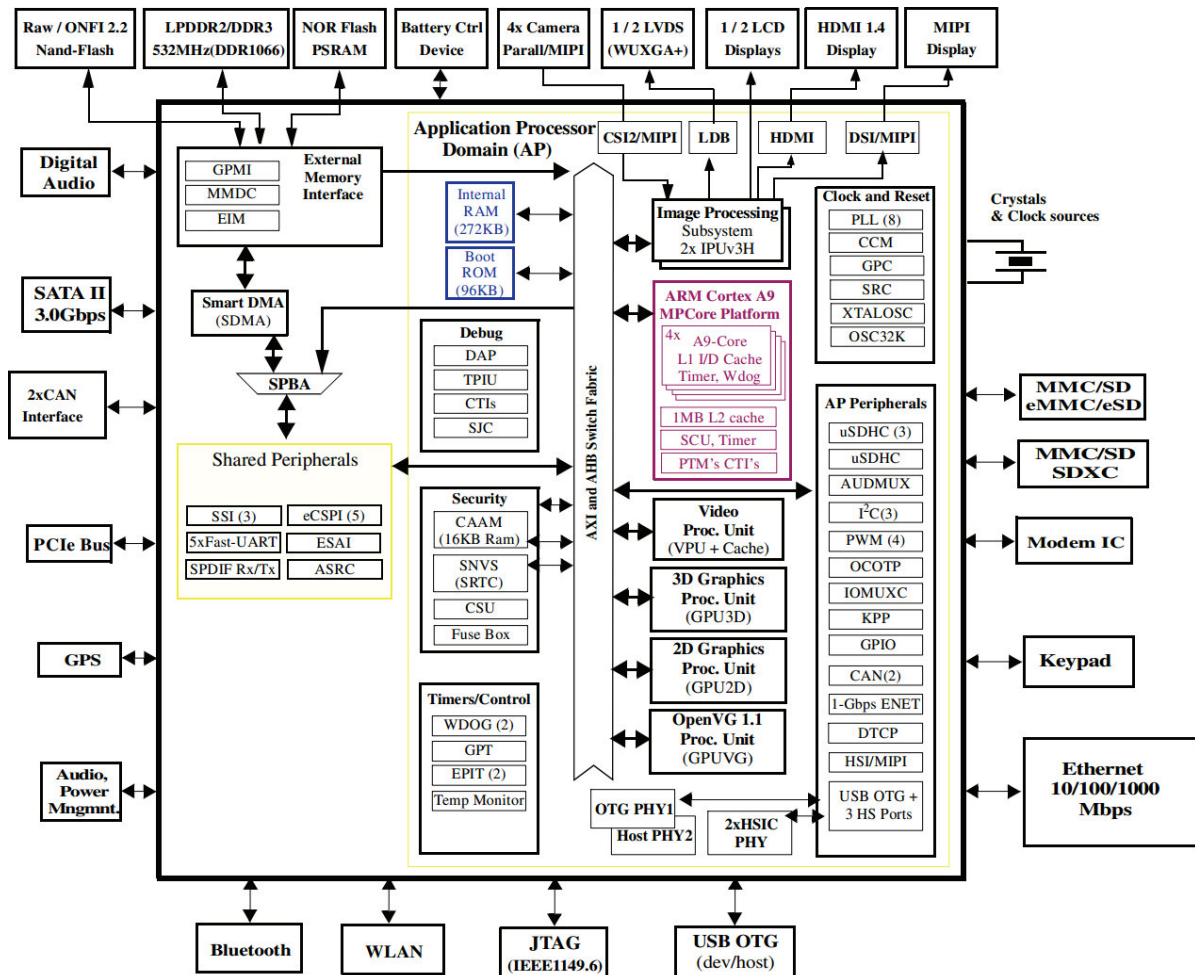 Raw / ONFI 2.2
Nand-Flash
LPDDR2/DDR3
532MHz(DDR1066)
NOR Flash
PSRAM
Battery Ctrl
Device
4x Camera
Parall/MIPI
1 / 2 LVDS
(WUXGA+)
1 / 2 LCD
Displays
HDMI 1.4
Display
MIPI
Display
Digital
Audio
SATA II
3.0Gbps
2xCAN
Interface
PCIe Bus
GPS
Audio,
Power
Mngmnt.
External
Memory
Interface
GPMI
MMDC
EIM
Smart DMA
(SDMA)
SPBA
Shared Peripherals
SSI (3)
eCSPI (5)
5xFast-UART
ESAI
SPDIF Rx/Tx
ASRC
Application Processor
Domain (AP)
Internal
RAM
(272KB)
Boot
ROM
(96KB)
Debug
DAP
TPIU
CTIs
SJC
Security
CAAM
(16KB Ram)
SNVS
(SRTC)
CSU
Fuse Box
Timers/Control
WDOG (2)
GPT
EPIT (2)
Temp Monitor
AXI and AHB Switch Fabric
CSI2/MIPI
LDB
HDMI
DSI/MIPI
Image Processing
Subsystem
2x IPUv3H
ARM Cortex A9
MPCore Platform
4x
A9-Core
L1 I/D Cache
Timer, Wdog
1MB L2 cache
SCU, Timer
PTM's CTI's
Video
Proc. Unit
(VPU + Cache)
3D Graphics
Proc. Unit
(GPU3D)
2D Graphics
Proc. Unit
(GPU2D)
OpenVG 1.1
Proc. Unit
(GPUVG)
OTG PHY1
Host PHY2
2xHSIC
PHY
Clock and Reset
PLL (8)
CCM
GPC
SRC
XTALOSC
OSC32K
AP Peripherals
uSDHC (3)
uSDHC
AUDMUX
I2C(3)
PWM (4)
OCOTP
IOMUXC
KPP
GPIO
CAN(2)
1-Gbps ENET
DTCP
HSI/MIPI
USB OTG +
3 HS Ports
Crystals
& Clock sources
MMC/SD
eMMC/eSD
MMC/SD
SDXC
Modem IC
Keypad
Ethernet
10/100/1000
Mbps
Bluetooth
WLAN
JTAG
(IEEE1149.6)
USB OTG
(dev/host)